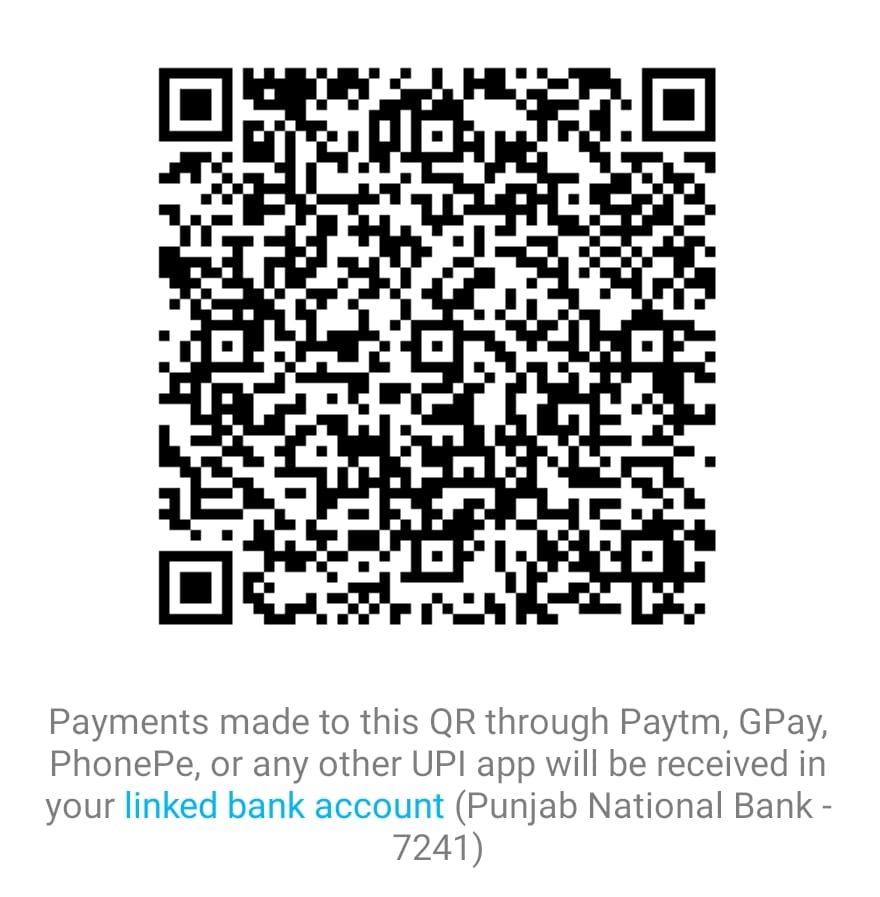 Payments made to this QR through Paytm, GPay,
PhonePe, or any other UPI app will be received in
your linked bank account (Punjab National Bank -
7241)